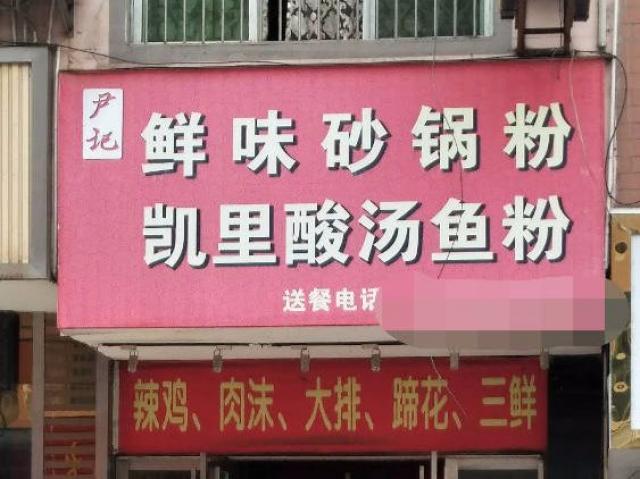 尹记
鲜味砂锅粉
凯里酸汤鱼粉
送餐电话
辣鸡、肉沫、大排、蹄花、三鲜